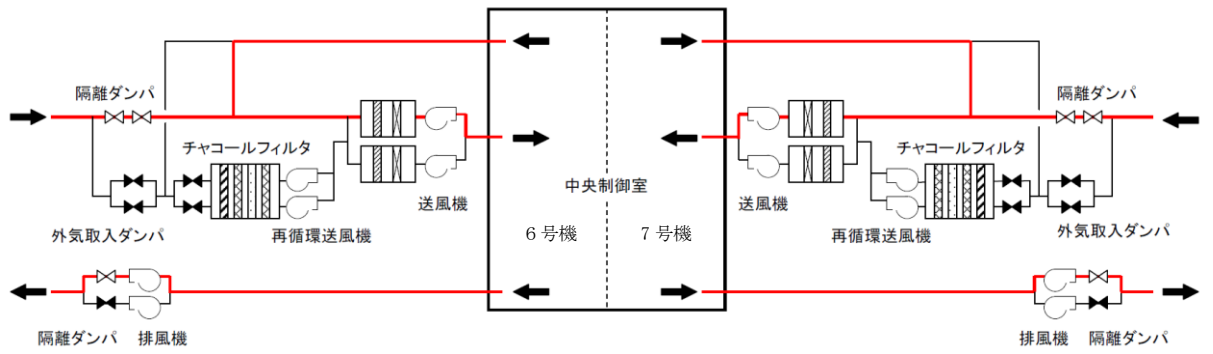 隔離ダンパ
隔離ダンパ
チャコールフィルタ
チャコールフィルタ
中央制御室
送風機
送風機
外気取入ダンパ
再循環送風機
6号機
7号機
再循環送風機
外気取入ダンパ
隔離ダンパ
排風機
排風機
隔離ダンパ